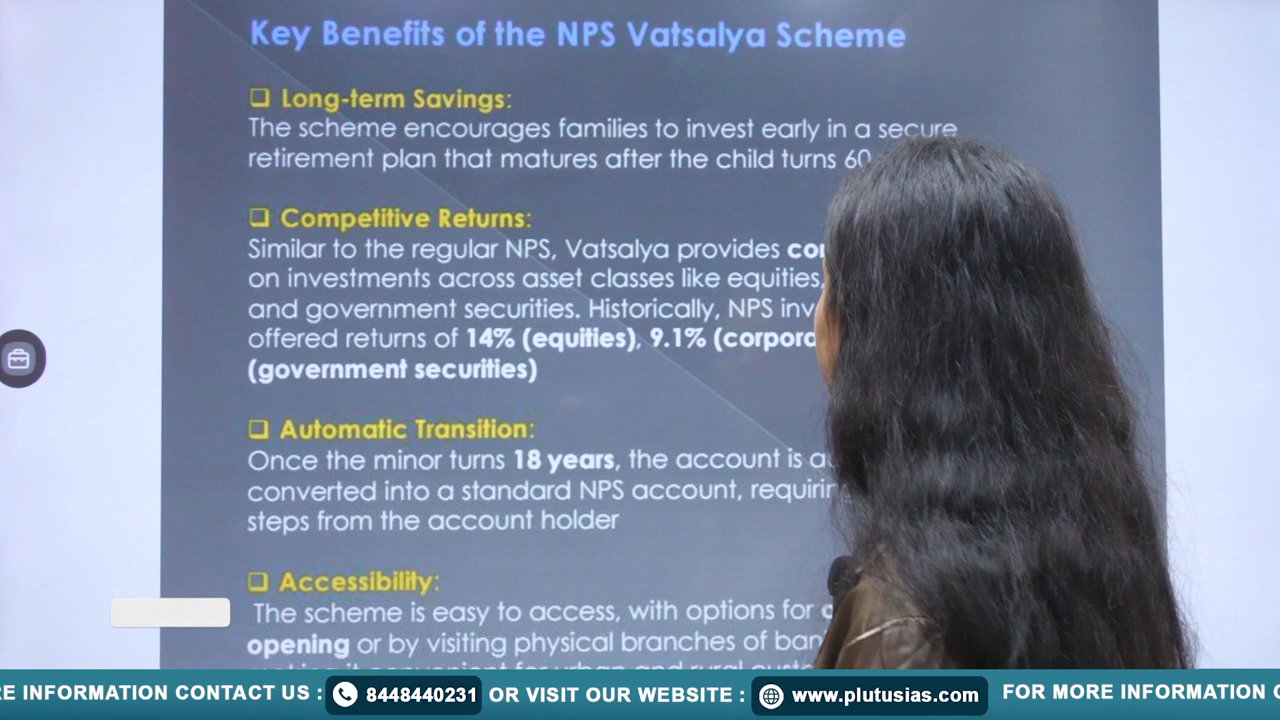 Key Benefits of the NPS Vatsalya Scheme
❑ Long-term Savings:
The scheme encourages families to invest early in a secure
retirement plan that matures after the child turns 60
❑ Competitive Returns:
Similar to the regular NPS, Vatsalya provides
on investments across asset classes like equities,
and government securities. Historically, NPS
offered returns of 14% (equities), 9.1%
(government securities)
❑ Automatic Transition:
Once the minor turns 18 years, the account is
converted into a standard NPS account,
steps from the account holder
❑ Accessibility:
The scheme is easy to access, with options for
opening or by visiting physical branches of
RE INFORMATION CONTACT US : 8448440231 OR VISIT OUR WEBSITE : www.plutusias.com FOR MORE INFORMATION